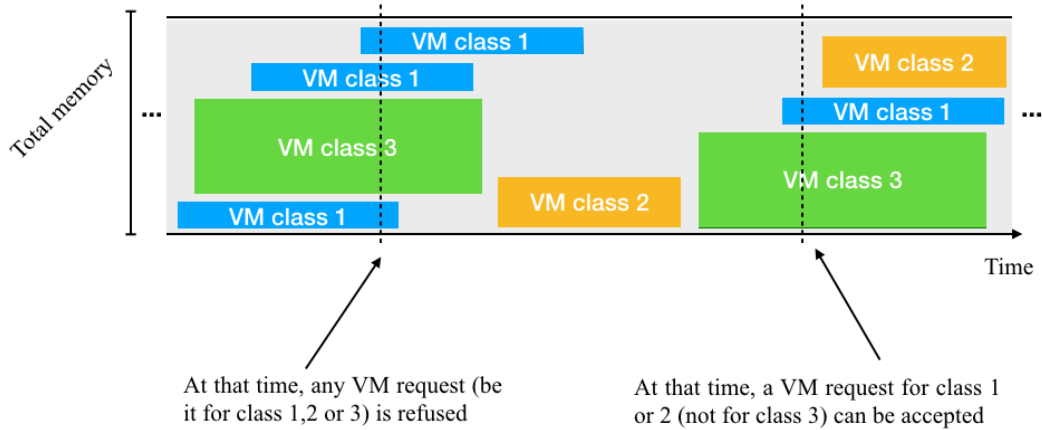 VM class 1
VM class 2
Total memory
VM class 1
...
VM class 1
...
VM class 3
VM class 3
VM class 2
VM class 1
Time
At that time, any VM request (be
it for class 1,2 or 3) is refused
At that time, a VM request for class 1
or 2 (not for class 3) can be accepted